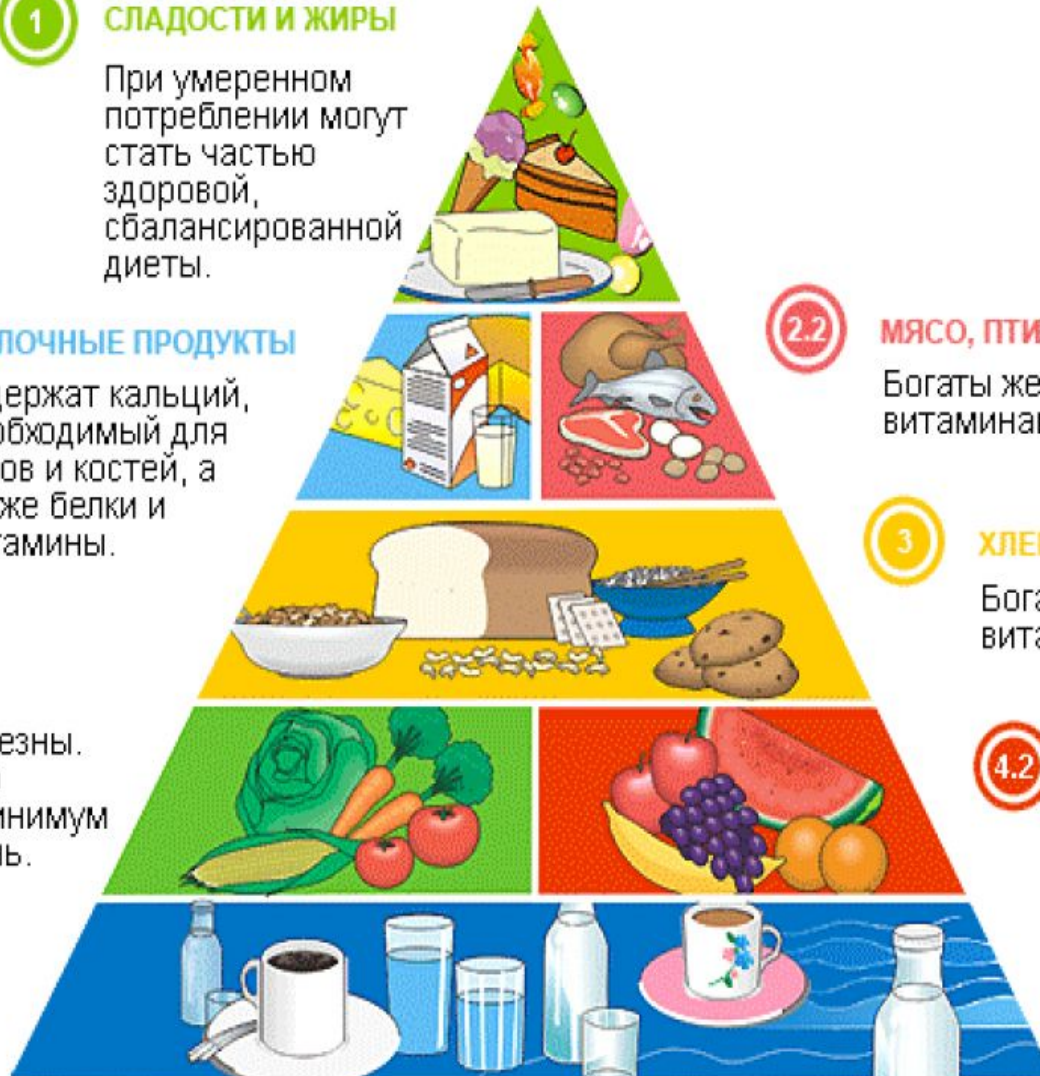 1
СЛАДОСТИ И ЖИРЫ
При умеренном
потреблении могут
стать частью
здоровой,
сбалансированной
диеты.
ЛОЧНЫЕ ПРОДУКТЫ
держат кальций,
обходимый для
ов и костей, а
же белки и
тамины.
2.2
МЯСО, ПТИ
Богаты же
витамина
3
ХЛЕ
Бога
вита
езны.
инимум
нь.
4.2